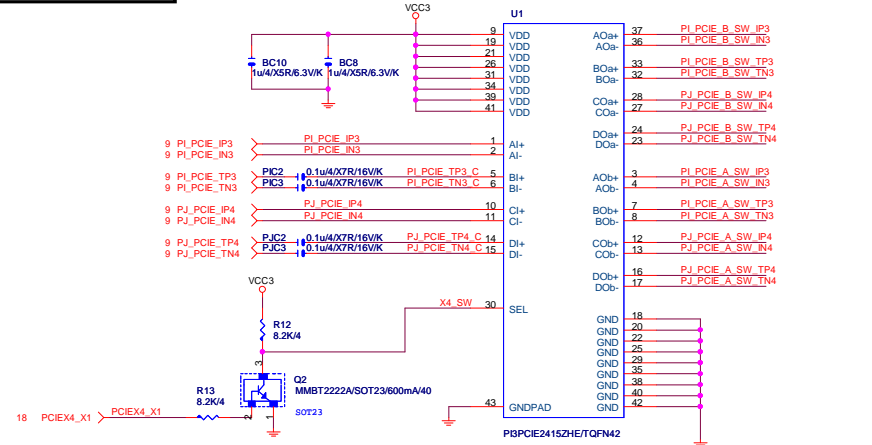 VCC3
U1
BC10
1u/4/X5R/6.3V/K
BC8
1u/4/X5R/6.3V/K
9 VDD
19 VDD
21 VDD
26 VDD
31 VDD
34 VDD
39 VDD
41 VDD
AOa+ 37 PI_PCIE_B_SW_IP3
AOa- 36 PI_PCIE_B_SW_IN3
BOa+ 33 PI_PCIE_B_SW_TP3
BOa- 32 PI_PCIE_B_SW_TN3
COa+ 28 PJ_PCIE_B_SW_IP4
COa- 27 PJ_PCIE_B_SW_IN4
DOa+ 24 PJ_PCIE_B_SW_TP4
DOa- 23 PJ_PCIE_B_SW_TN4
9 PI_PCIE_IP3 PI_PCIE_IP3 1 AI+
9 PI_PCIE_IN3 PI_PCIE_IN3 2 AI-
9 PI_PCIE_TP3 PIC2 0.1u/4/X7R/16V/K PI_PCIE_TP3_C 5 BI+
9 PI_PCIE_TN3 PIC3 0.1u/4/X7R/16V/K PI_PCIE_TN3_C 6 BI-
9 PJ_PCIE_IP4 PJ_PCIE_IP4 10 CI+
9 PJ_PCIE_IN4 PJ_PCIE_IN4 11 CI-
9 PJ_PCIE_TP4 PJC2 0.1u/4/X7R/16V/K PJ_PCIE_TP4_C 14 DI+
9 PJ_PCIE_TN4 PJC3 0.1u/4/X7R/16V/K PJ_PCIE_TN4_C 15 DI-
AOb+ 3 PI_PCIE_A_SW_IP3
AOb- 4 PI_PCIE_A_SW_IN3
BOb+ 7 PI_PCIE_A_SW_TP3
BOb- 8 PI_PCIE_A_SW_TN3
COb+ 12 PJ_PCIE_A_SW_IP4
COb- 13 PJ_PCIE_A_SW_IN4
DOb+ 16 PJ_PCIE_A_SW_TP4
DOb- 17 PJ_PCIE_A_SW_TN4
VCC3
X4_SW 30 SEL
R12
8.2K/4
GND 18
GND 20
GND 22
GND 25
GND 29
GND 35
GND 38
GND 40
GND 42
3
Q2
MMBT2222A/SOT23/600mA/40
SOT23
2 1
R13
8.2K/4
18 PCIEX4_X1 PCIEX4_X1
43 GNDPAD
PI3PCIE2415ZHE/TQFN42